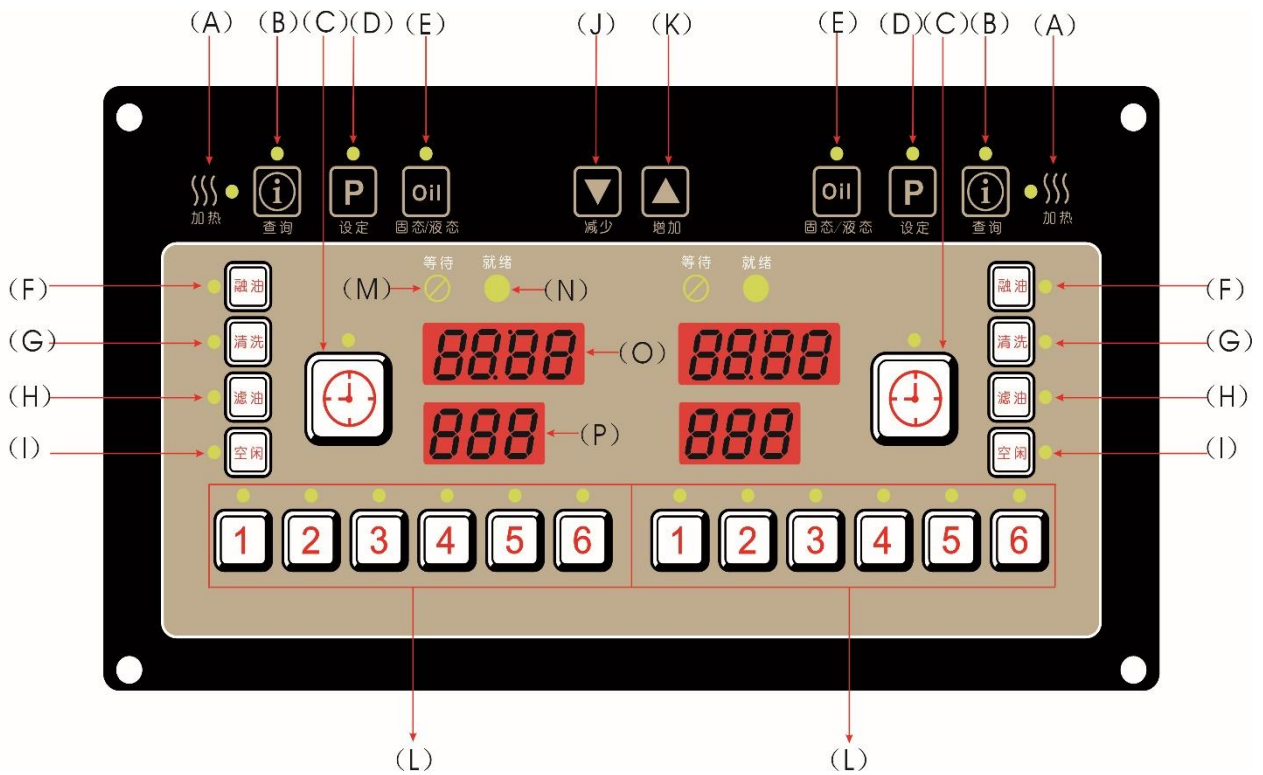 (A) (B)(C)(D) (E) (J) (K) (E) (D)(C)(B) (A)
P Oil Oil P
加热 查询 设定 固态/液态 减少 增加 固态/液态 设定 查询 加热
等待 就绪 等待 就绪
(F) 融油 (M) (N) 融油 (F)
(G) 清洗 88:88 (O) 88:88 清洗 (G)
(H) 滤油 滤油 (H)
(I) 空闲 888 (P) 888 空闲 (I)
1 2 3 4 5 6 1 2 3 4 5 6
(L) (L)